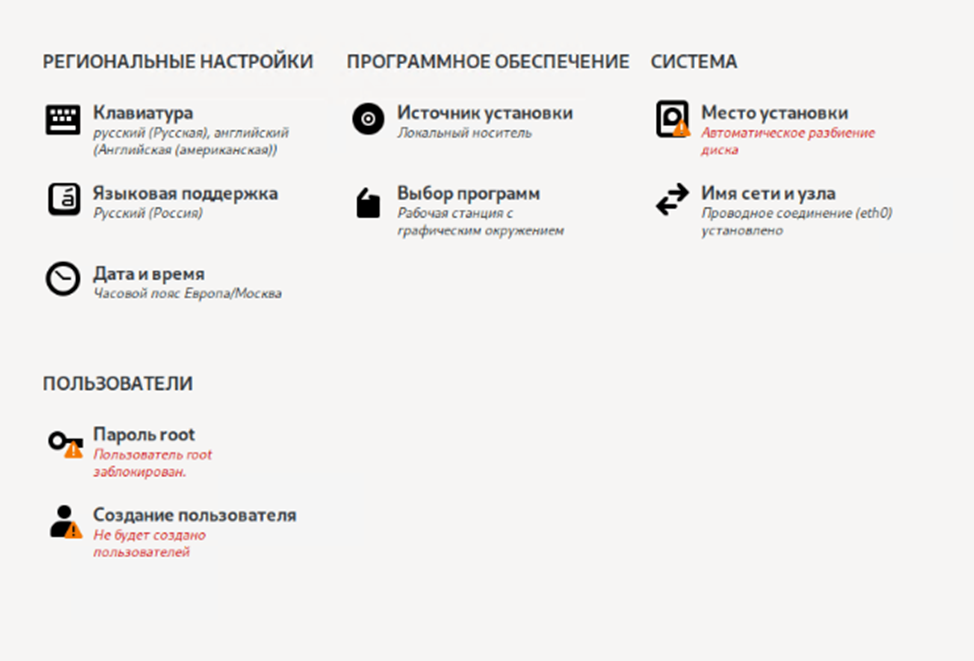 РЕГИОНАЛЬНЫЕ НАСТРОЙКИ
Клавиатура
русский (Русская), английский
(Английская (американская))
Языковая поддержка
Русский (Россия)
Дата и время
Часовой пояс Европа/Москва
ПРОГРАММНОЕ ОБЕСПЕЧЕНИЕ
Источник установки
Локальный носитель
Выбор программ
Рабочая станция с
графическим окружением
СИСТЕМА
Место установки
Автоматическое разбиение
диска
Имя сети и узла
Проводное соединение (eth0)
установлено
ПОЛЬЗОВАТЕЛИ
Пароль root
Пользователь root
заблокирован.
Создание пользователя
Не будет создано
пользователей